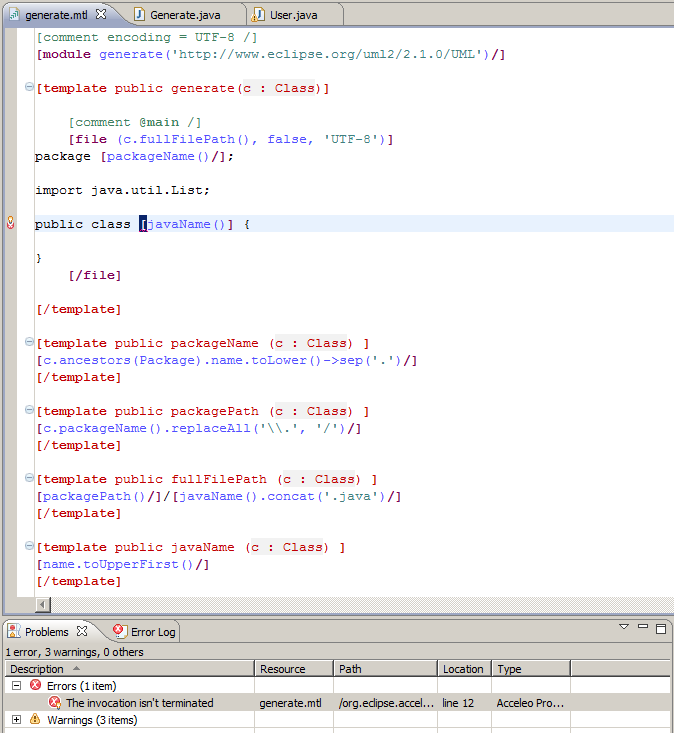 generate.mtl
Generate.java
User.java
[comment encoding = UTF-8 /]
[module generate('http://www.eclipse.org/uml2/2.1.0/UML')/]
[template public generate(c : Class)]
[comment @main /]
[file (c.fullFilePath(), false, 'UTF-8')]
package [packageName()/];
import java.util.List;
public class [javaName()] {
}
[/file]
[/template]
[template public packageName (c : Class) ]
[c.ancestors(Package).name.toLower()->sep('.')/]
[/template]
[template public packagePath (c : Class) ]
[c.packageName().replaceAll('\\.', '/')/]
[/template]
[template public fullFilePath (c : Class) ]
[packagePath()/]/[javaName().concat('.java')/]
[/template]
[template public javaName (c : Class) ]
[name.toUpperFirst()/]
[/template]
Problems
Error Log
1 error, 3 warnings, 0 others
Description Resource Path Location Type
Errors (1 item)
The invocation isn't terminated generate.mtl /org.eclipse.accel... line 12 Acceleo Pro...
Warnings (3 items)